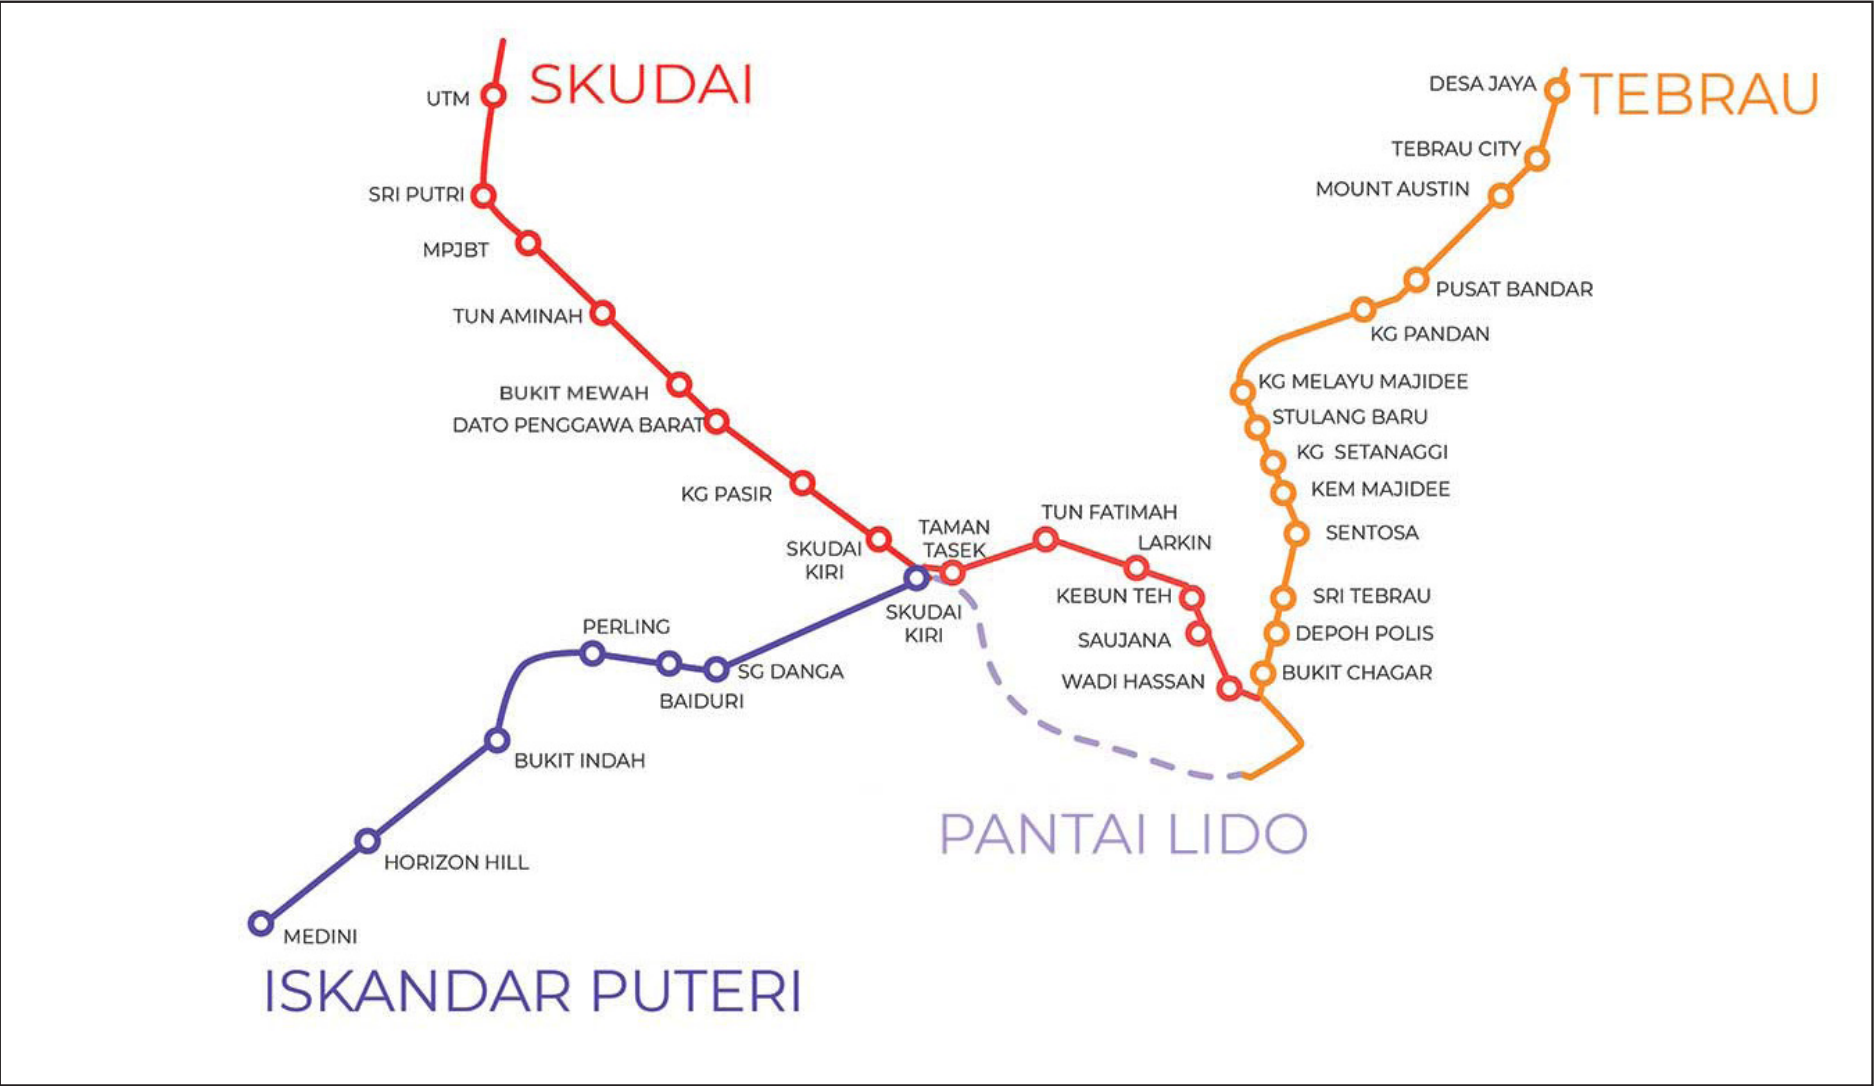 SKUDAI
UTM
SRI PUTRI
MPJBT
TUN AMINAH
BUKIT MEWAH
DATO PENGGAWA BARAT
KG PASIR
SKUDAI
KIRI
TAMAN
TASEK
TUN FATIMAH
LARKIN
KEBUN TEH
SAUJANA
WADI HASSAN
TEBRAU
DESA JAYA
TEBRAU CITY
MOUNT AUSTIN
PUSAT BANDAR
KG PANDAN
KG MELAYU MAJIDEE
STULANG BARU
KG SETANAGGI
KEM MAJIDEE
SENTOSA
SRI TEBRAU
DEPOH POLIS
BUKIT CHAGAR
SKUDAI
KIRI
PERLING
SG DANGA
BAIDURI
BUKIT INDAH
HORIZON HILL
MEDINI
ISKANDAR PUTERI
PANTAI LIDO